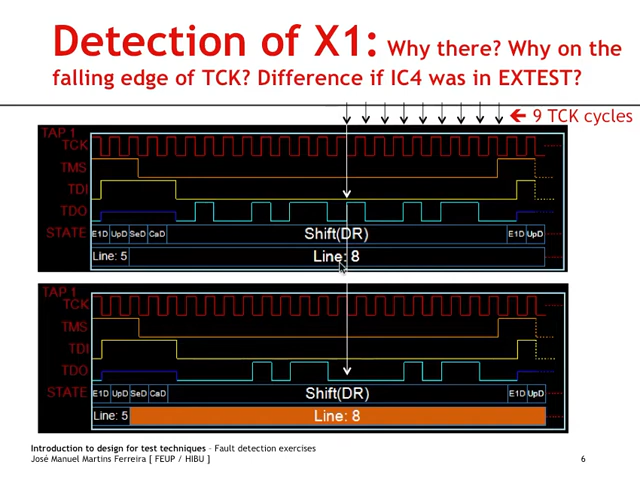 Detection of X1: Why there? Why on the
falling edge of TCK? Difference if IC4 was in EXTEST?
🡸 9 TCK cycles
TAP 1
TCK
TMS
TDI
TDO
STATE E1D UpD SeD CaD Shift(DR) E1D UpD
Line: 5 Line: 8
TAP 1
TCK
TMS
TDI
TDO
STATE E1D UpD SeD CaD Shift(DR) E1D UpD
Line: 5 Line: 8
Introduction to design for test techniques – Fault detection exercises
José Manuel Martins Ferreira [ FEUP / HIBU ] 6